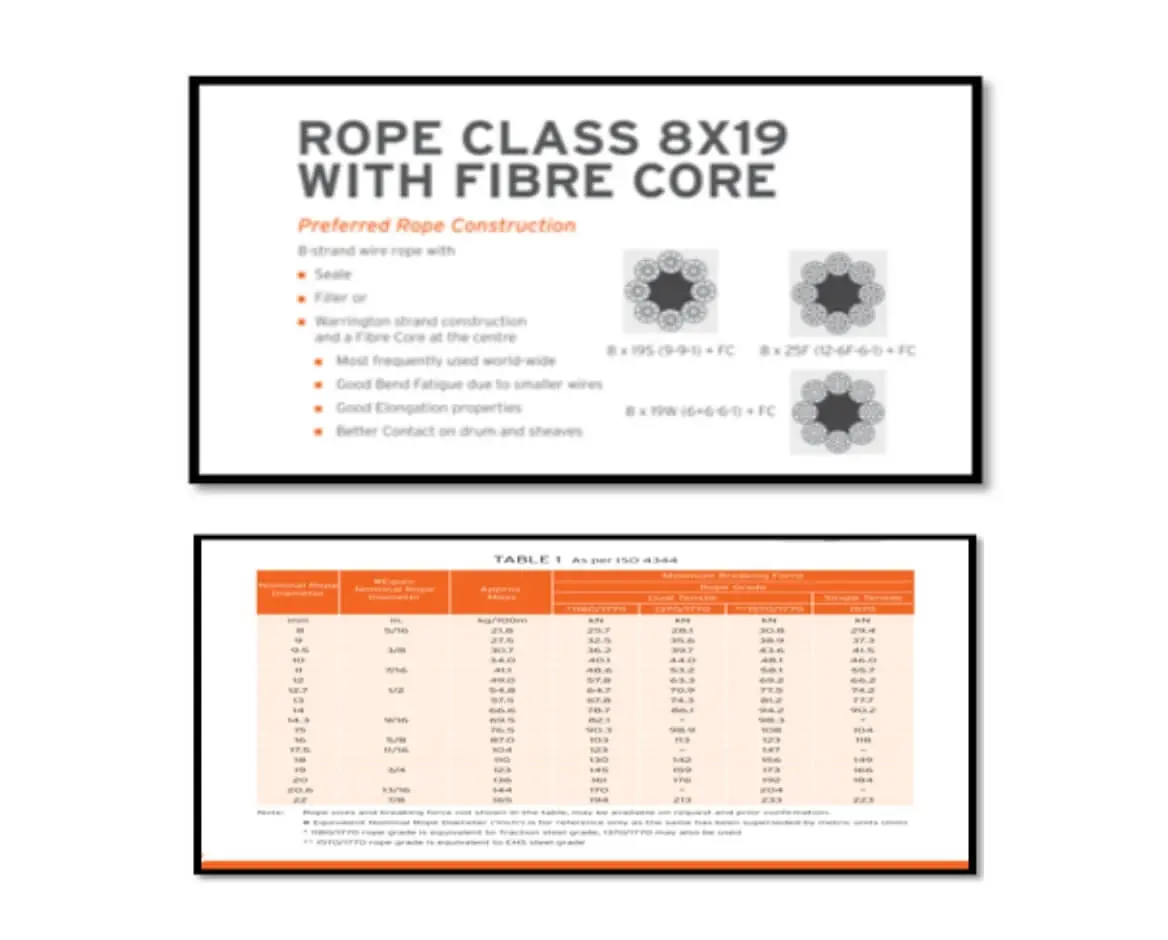 ROPE CLASS 8X19
WITH FIBRE CORE
Preferred Rope Construction
8-strand wire rope with
Seale
Filler or
Warrington strand construction
and a Fibre Core at the centre
Most frequently used world-wide
Good Bend Fatigue due to smaller wires
Good Elongation properties
Better Contact on drum and sheaves
8 x 19S (9-9-1) + FC
8 x 25F (12-6F-6-1) + FC
8 x 19W (6+6-6-1) + FC
TABLE 1 As per ISO 4344
Nominal Rope Diameter
Equiv. Nominal Rope Diameter
Approx Mass
Minimum Breaking Force
Rope Grade
Dual Tensile
Single Tensile
*1180/1770 1370/1770 **1570/1770 1570
mm in. kg/100m kN kN kN kN
8 5/16 21.8 25.7 28.1 30.8 29.4
9 27.5 32.5 35.6 38.9 37.3
9.5 3/8 30.7 36.2 39.7 43.6 41.5
10 34.0 40.1 44.0 48.1 46.0
11 7/16 41.1 48.6 53.2 58.1 55.7
12 49.0 57.8 63.3 69.2 66.2
12.7 1/2 54.8 64.7 70.9 77.5 74.2
13 57.5 67.8 74.3 81.2 77.7
14 66.6 78.7 86.1 94.2 90.2
14.3 9/16 69.5 82.1 - 98.3 -
15 76.5 90.3 98.9 108 104
16 5/8 87.0 103 113 123 118
17.5 11/16 104 123 - 147 -
18 110 130 142 156 149
19 3/4 123 145 159 173 166
20 136 161 176 192 184
20.6 13/16 144 170 - 204 -
22 7/8 165 194 213 233 223
Note: Rope sizes and breaking force not shown in the table, may be available on request and prior confirmation.
Equivalent Nominal Rope Diameter ("Inch") is for reference only as the same has been superseded by metric units (mm)
* 1180/1770 rope grade is equivalent to traction steel grade, 1370/1770 may also be used
** 1570/1770 rope grade is equivalent to EHS steel grade